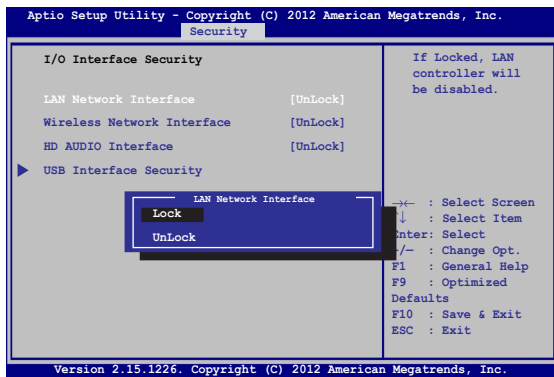 Aptio Setup Utility - Copyright (C) 2012 American Megatrends, Inc.
Security
I/O Interface Security
LAN Network Interface [UnLock]
Wireless Network Interface [UnLock]
HD AUDIO Interface [UnLock]
USB Interface Security
If Locked, LAN
controller will
be disabled.
LAN Network Interface
Lock
UnLock
→← : Select Screen
↓ : Select Item
Enter: Select
/— : Change Opt.
F1 : General Help
F9 : Optimized
Defaults
F10 : Save & Exit
ESC : Exit
Version 2.15.1226. Copyright (C) 2012 American Megatrends, Inc.